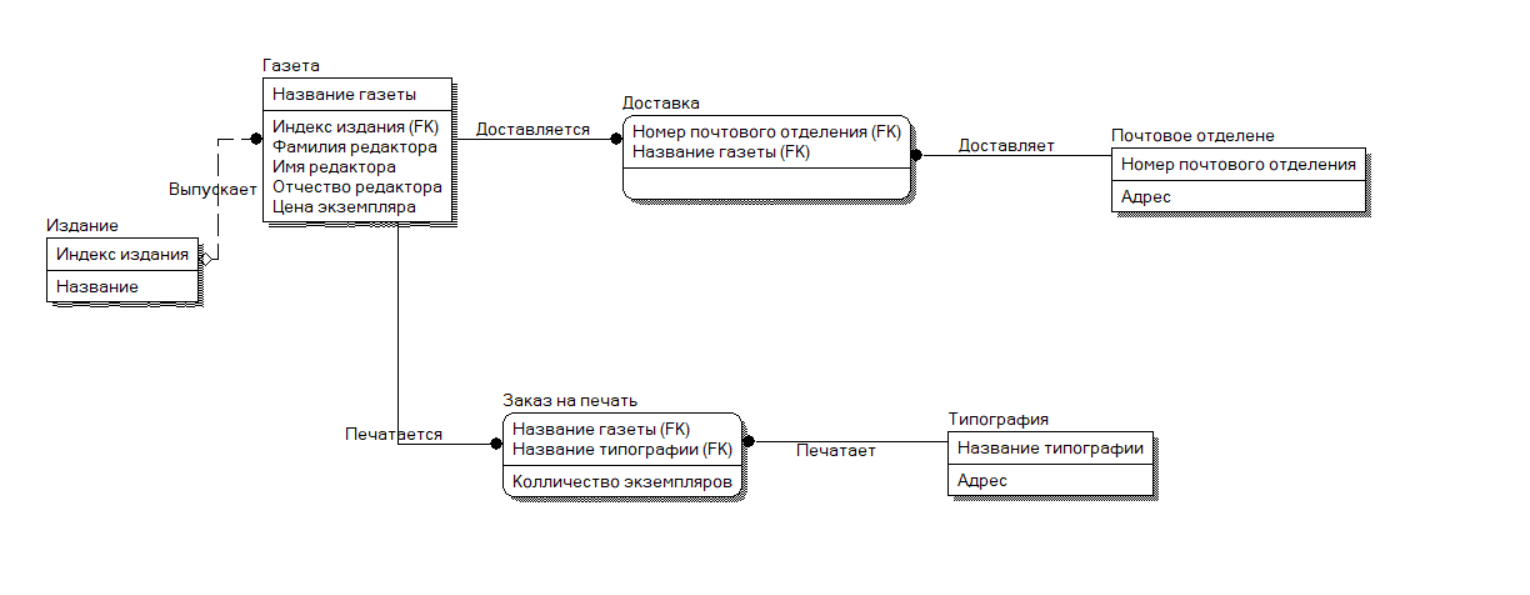 Газета
Название газеты
Индекс издания (FK)
Фамилия редактора
Имя редактора
Отчество редактора
Цена экземпляра
Выпускает
Издание
Индекс издания
Название
Доставляется
Доставка
Номер почтового отделения (FK)
Название газеты (FK)
Доставляет
Почтовое отделене
Номер почтового отделения
Адрес
Печатается
Заказ на печать
Название газеты (FK)
Название типографии (FK)
Колличество экземпляров
Печатает
Типография
Название типографии
Адрес